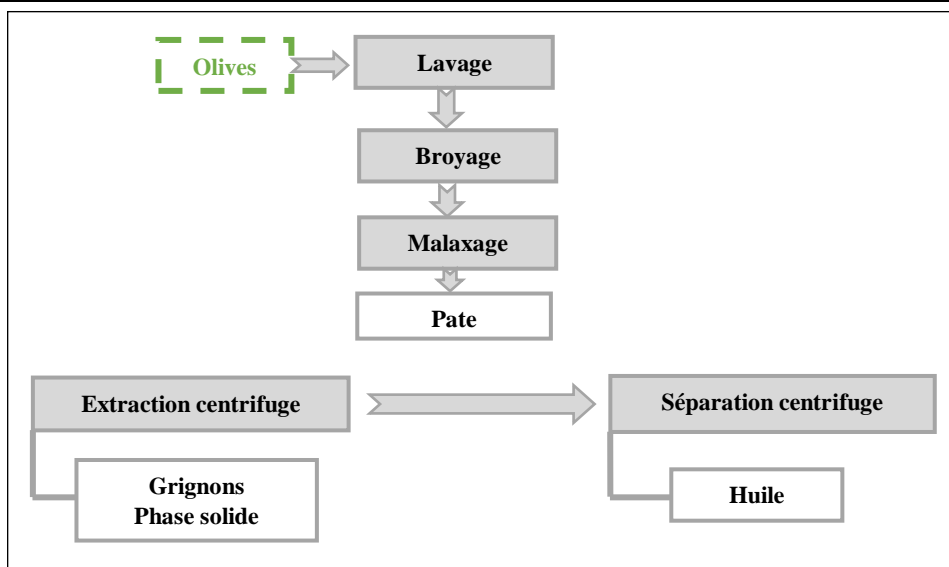 Olives
Lavage
Broyage
Malaxage
Pate
Extraction centrifuge
Séparation centrifuge
Grignons
Phase solide
Huile